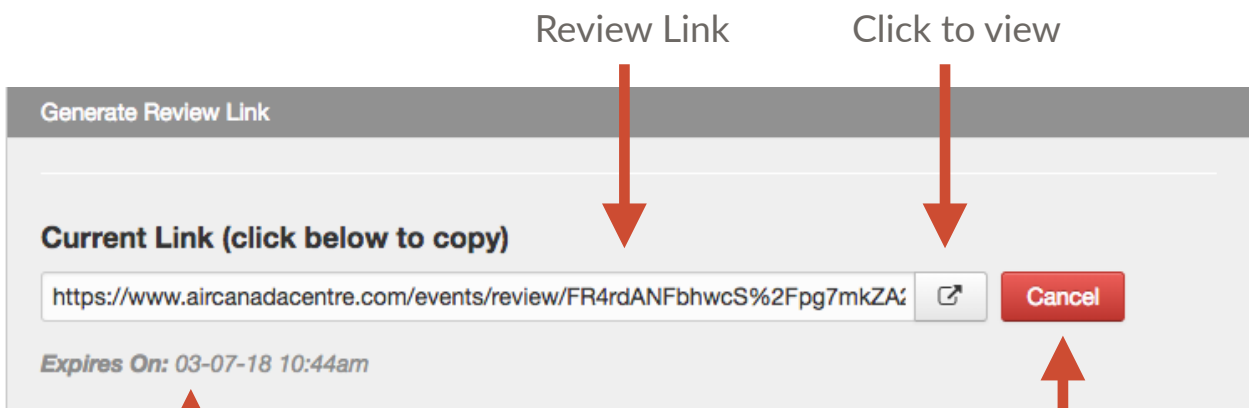 Review Link Click to view
Generate Review Link
Current Link (click below to copy)
https://www.aircanadacentre.com/events/review/FR4rdANFbhwcS%2Fpg7mkZA2 Cancel
Expires On: 03-07-18 10:44am